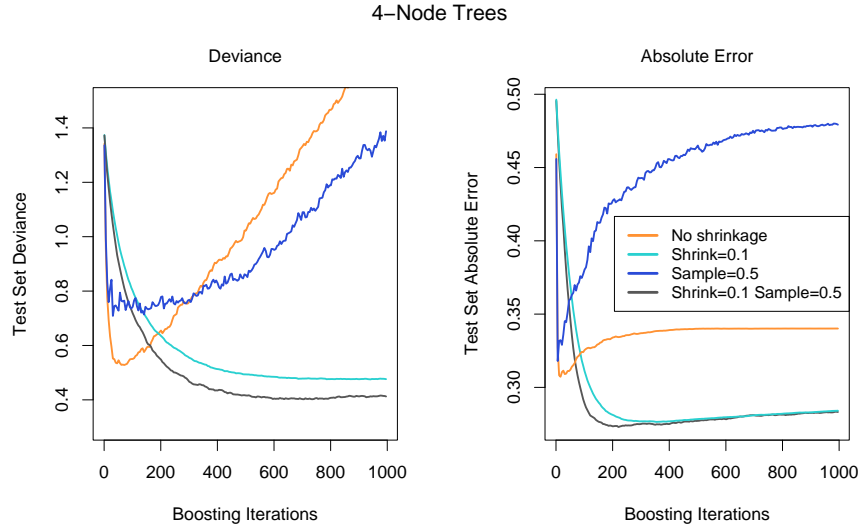 4−Node Trees
Deviance
Test Set Deviance
0.4 0.6 0.8 1.0 1.2 1.4
0 200 400 600 800 1000
Boosting Iterations
Absolute Error
Test Set Absolute Error
0.30 0.35 0.40 0.45 0.50
No shrinkage
Shrink=0.1
Sample=0.5
Shrink=0.1 Sample=0.5
0 200 400 600 800 1000
Boosting Iterations